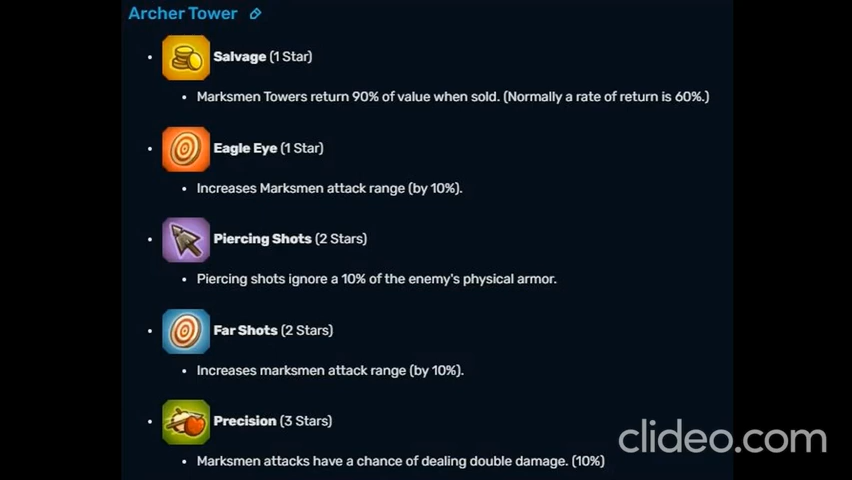 Archer Tower
Salvage (1 Star)
Marksmen Towers return 90% of value when sold. (Normally a rate of return is 60%.)
Eagle Eye (1 Star)
Increases Marksmen attack range (by 10%).
Piercing Shots (2 Stars)
Piercing shots ignore a 10% of the enemy's physical armor.
Far Shots (2 Stars)
Increases marksmen attack range (by 10%).
Precision (3 Stars)
Marksmen attacks have a chance of dealing double damage. (10%)
clideo.com